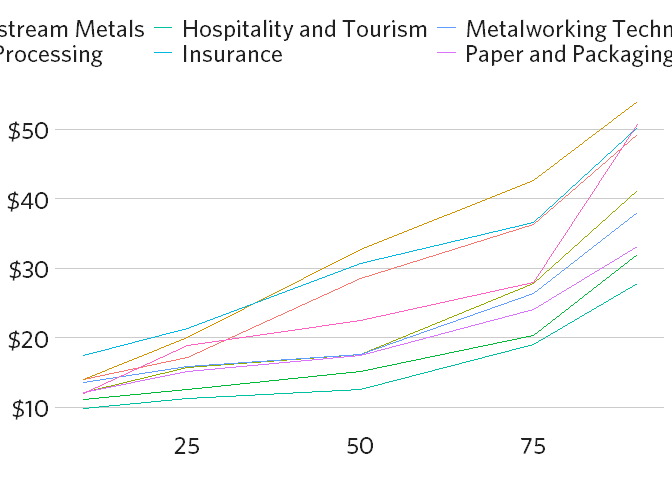 stream Metals Hospitality and Tourism Metalworking Techn
Processing Insurance Paper and Packaging
$50
$40
$30
$20
$10
25 50 75